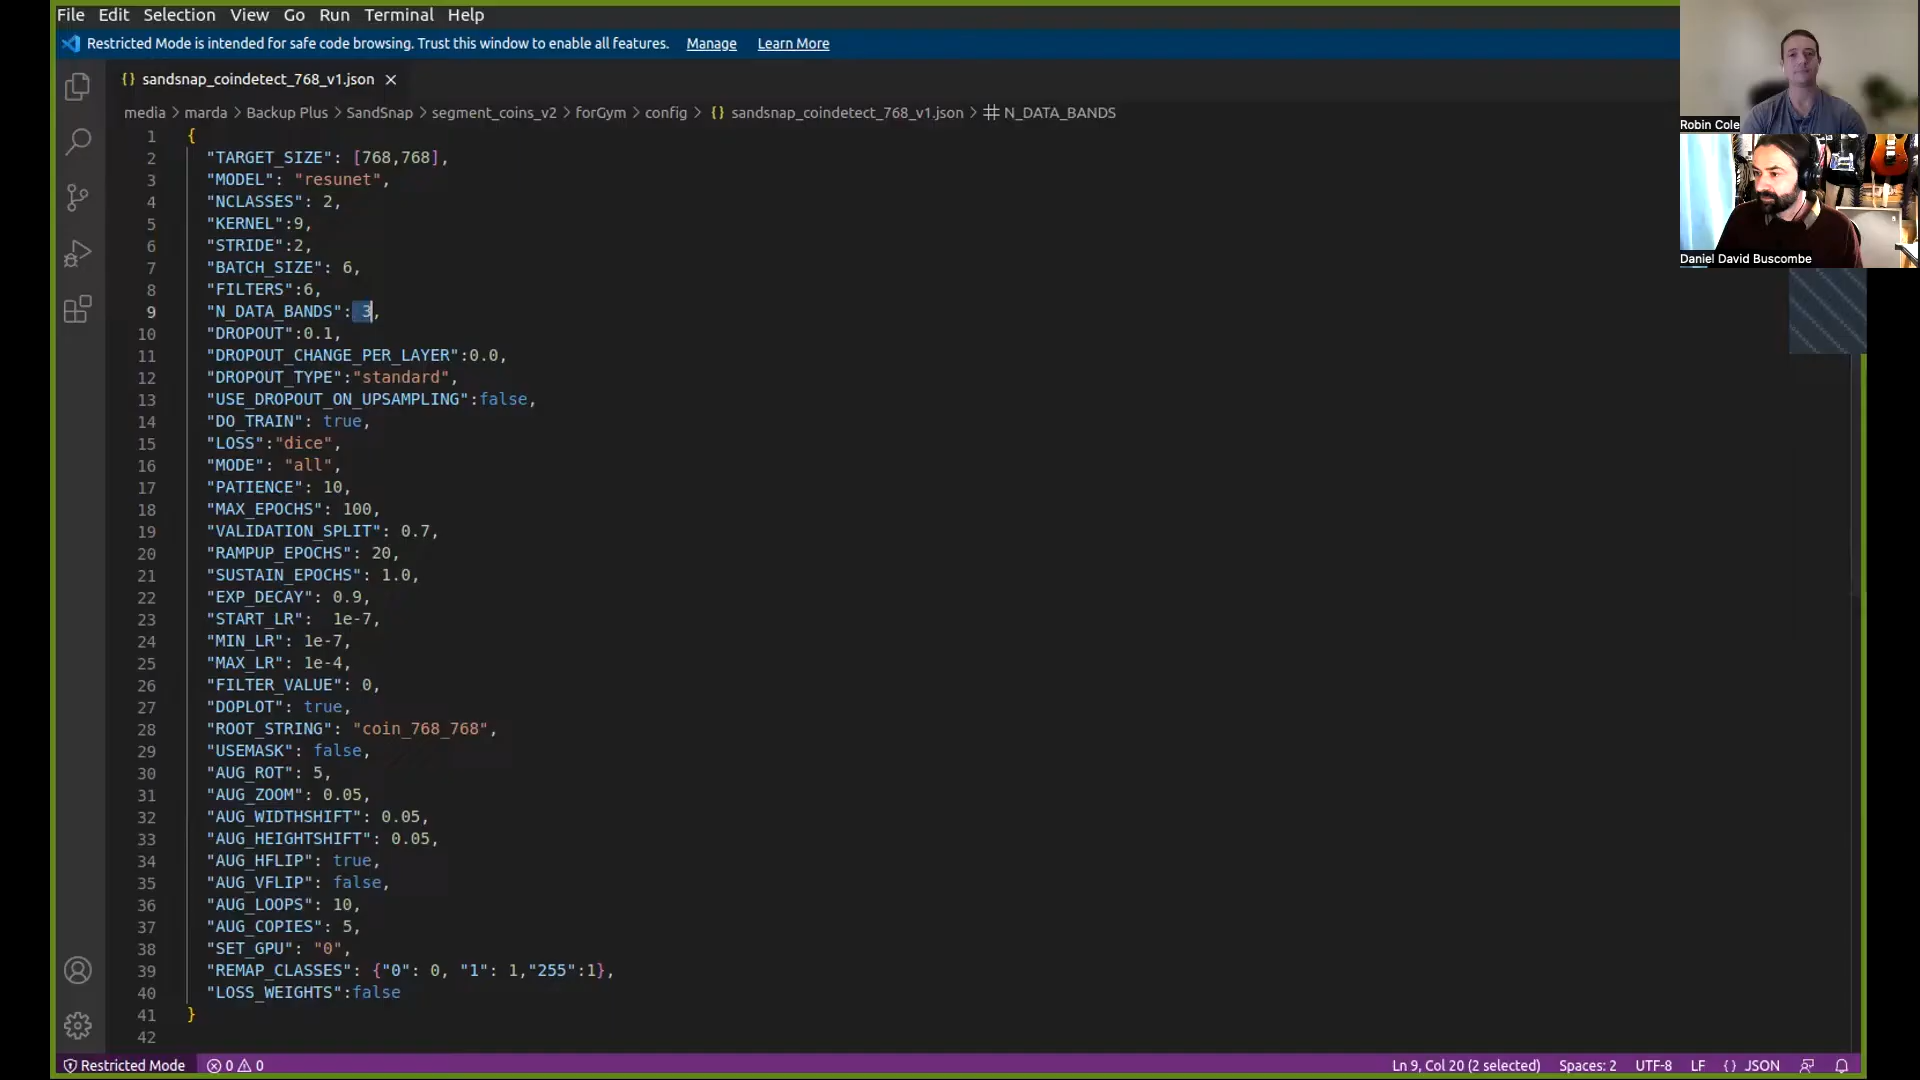 File Edit Selection View Go Run Terminal Help
Restricted Mode is intended for safe code browsing. Trust this window to enable all features. Manage Learn More
{} sandsnap_coindetect_768_v1.json ×
media > marda > Backup Plus > SandSnap > segment_coins_v2 > forGym > config > {} sandsnap_coindetect_768_v1.json > # N_DATA_BANDS
1 {
2 "TARGET_SIZE": [768,768],
3 "MODEL": "resunet",
4 "NCLASSES": 2,
5 "KERNEL":9,
6 "STRIDE":2,
7 "BATCH_SIZE": 6,
8 "FILTERS":6,
9 "N_DATA_BANDS": 3,
10 "DROPOUT":0.1,
11 "DROPOUT_CHANGE_PER_LAYER":0.0,
12 "DROPOUT_TYPE":"standard",
13 "USE_DROPOUT_ON_UPSAMPLING":false,
14 "DO_TRAIN": true,
15 "LOSS":"dice",
16 "MODE": "all",
17 "PATIENCE": 10,
18 "MAX_EPOCHS": 100,
19 "VALIDATION_SPLIT": 0.7,
20 "RAMPUP_EPOCHS": 20,
21 "SUSTAIN_EPOCHS": 1.0,
22 "EXP_DECAY": 0.9,
23 "START_LR":  1e-7,
24 "MIN_LR": 1e-7,
25 "MAX_LR": 1e-4,
26 "FILTER_VALUE": 0,
27 "DOPLOT": true,
28 "ROOT_STRING": "coin_768_768",
29 "USEMASK": false,
30 "AUG_ROT": 5,
31 "AUG_ZOOM": 0.05,
32 "AUG_WIDTHSHIFT": 0.05,
33 "AUG_HEIGHTSHIFT": 0.05,
34 "AUG_HFLIP": true,
35 "AUG_VFLIP": false,
36 "AUG_LOOPS": 10,
37 "AUG_COPIES": 5,
38 "SET_GPU": "0",
39 "REMAP_CLASSES": {"0": 0, "1": 1,"255":1},
40 "LOSS_WEIGHTS":false
41 }
42
Restricted Mode 0 0 Ln 9, Col 20 (2 selected) Spaces: 2 UTF-8 LF {} JSON
Robin Cole
Daniel David Buscombe